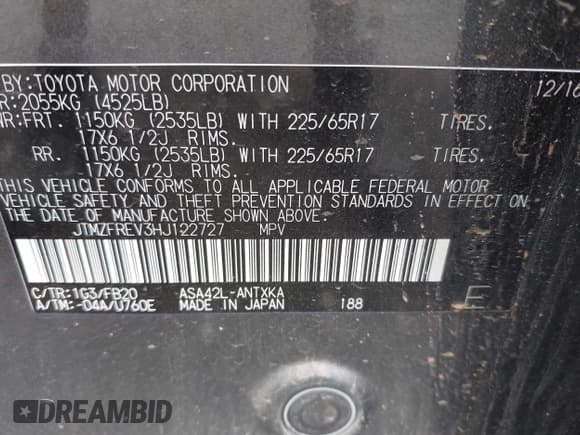 BY:TOYOTA MOTOR CORPORATION 12/16
R:2055KG (4525LB)
WR:FRT. 1150KG (2535LB) WITH 225/65R17 TIRES.
17X6 1/2J RIMS.
RR. 1150KG (2535LB) WITH 225/65R17 TIRES.
17X6 1/2J RIMS.
THIS VEHICLE CONFORMS TO ALL APPLICABLE FEDERAL MOTOR
VEHICLE SAFETY AND THEFT PREVENTION STANDARDS IN EFFECT ON
THE DATE OF MANUFACTURE SHOWN ABOVE.
JTMZFREV3HJ122727 MPV
C/TR:1G3/FB20 ASA42L-ANTXKA
A/TM:-04A/U760E MADE IN JAPAN 188 E
DREAMBID